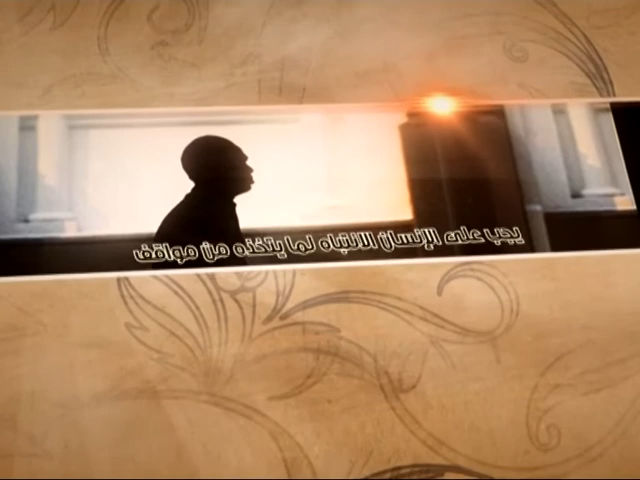 يجب على الإنسان الانتباه لما يتخذه من مواقف